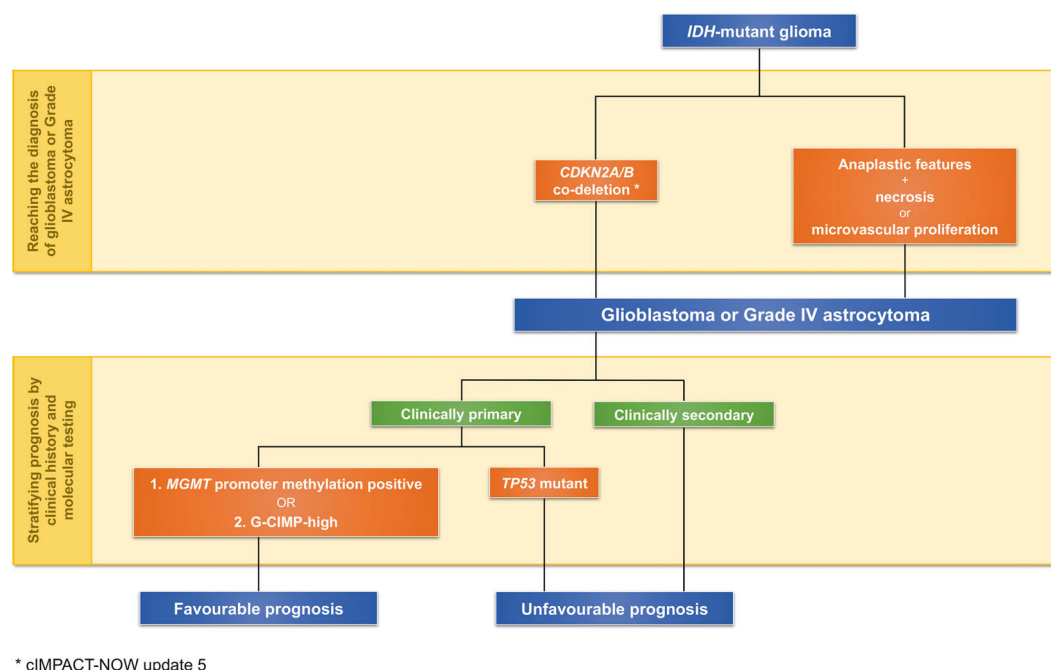 IDH-mutant glioma
Reaching the diagnosis
of glioblastoma or Grade
IV astrocytoma
CDKN2A/B
co-deletion *
Anaplastic features
+
necrosis
or
microvascular proliferation
Glioblastoma or Grade IV astrocytoma
Stratifying prognosis by
clinical history and
molecular testing
Clinically primary
Clinically secondary
1. MGMT promoter methylation positive
OR
2. G-CIMP-high
TP53 mutant
Favourable prognosis
Unfavourable prognosis
* cIMPACT-NOW update 5